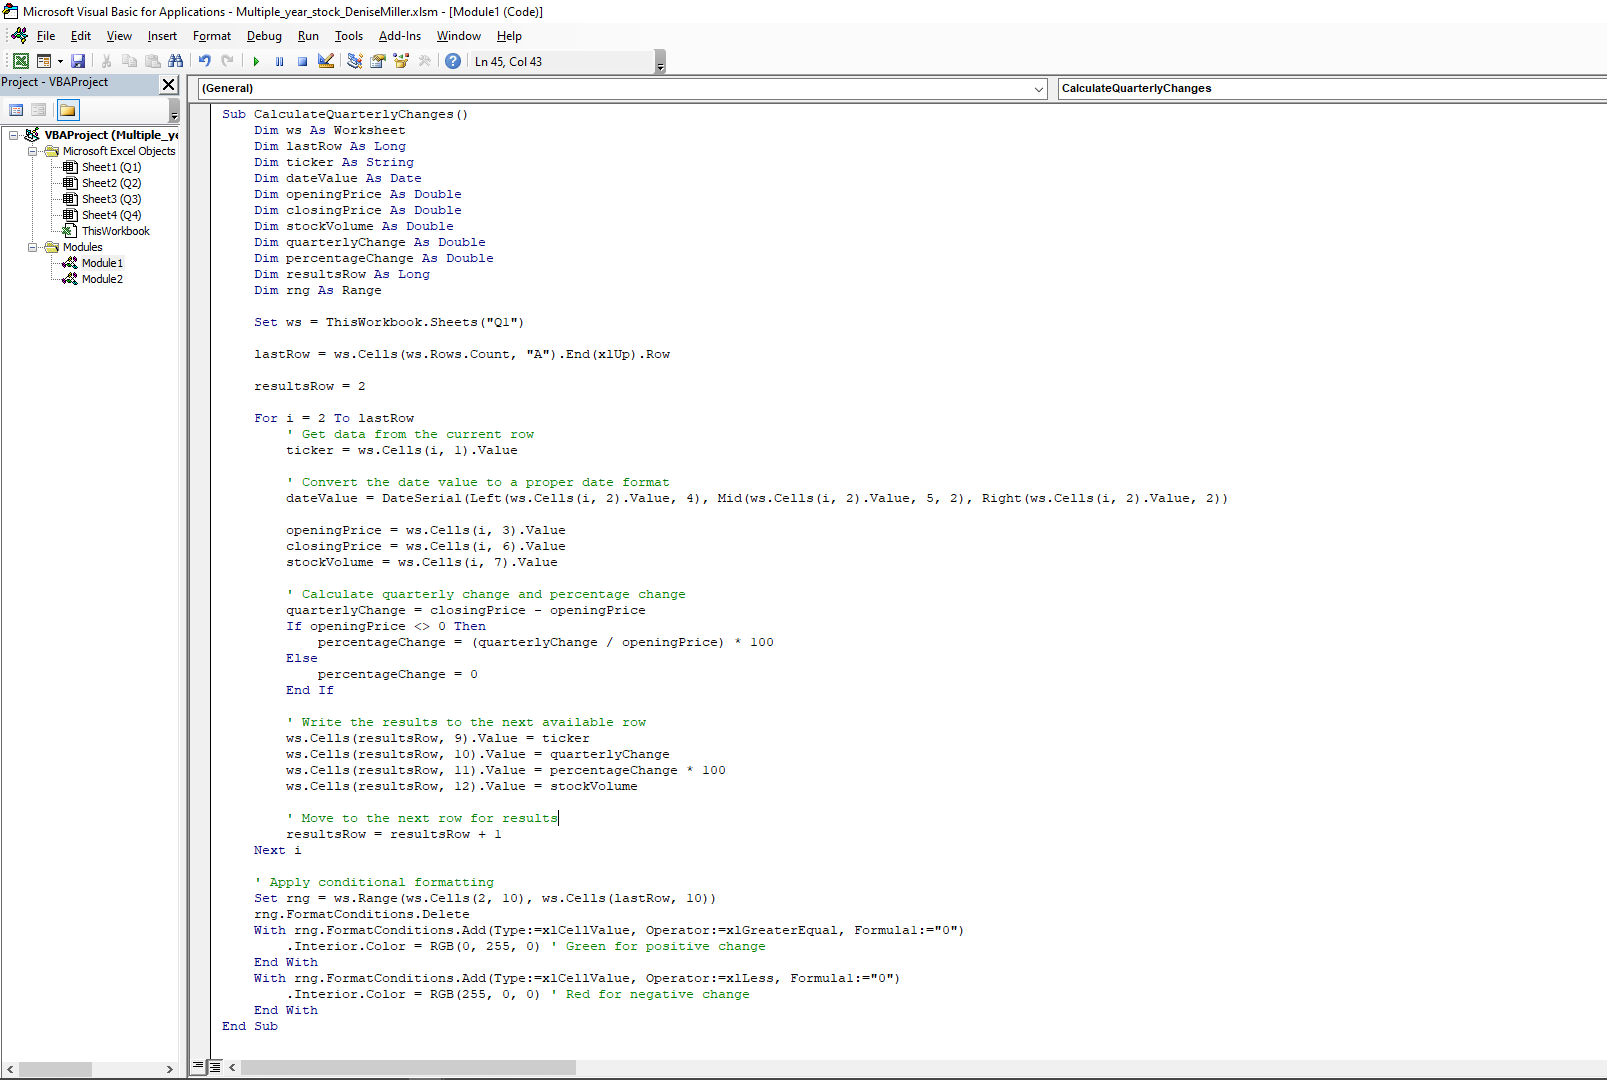 Microsoft Visual Basic for Applications - Multiple_year_stock_DeniseMiller.xlsm - [Module1 (Code)]
File Edit View Insert Format Debug Run Tools Add-Ins Window Help
Ln 45, Col 43
Project - VBAProject
(General)
CalculateQuarterlyChanges
VBAProject (Multiple_ye
Microsoft Excel Objects
Sheet1 (Q1)
Sheet2 (Q2)
Sheet3 (Q3)
Sheet4 (Q4)
ThisWorkbook
Modules
Module1
Module2
Sub CalculateQuarterlyChanges()
Dim ws As Worksheet
Dim lastRow As Long
Dim ticker As String
Dim dateValue As Date
Dim openingPrice As Double
Dim closingPrice As Double
Dim stockVolume As Double
Dim quarterlyChange As Double
Dim percentageChange As Double
Dim resultsRow As Long
Dim rng As Range
Set ws = ThisWorkbook.Sheets("Q1")
lastRow = ws.Cells(ws.Rows.Count, "A").End(xlUp).Row
resultsRow = 2
For i = 2 To lastRow
' Get data from the current row
ticker = ws.Cells(i, 1).Value
' Convert the date value to a proper date format
dateValue = DateSerial(Left(ws.Cells(i, 2).Value, 4), Mid(ws.Cells(i, 2).Value, 5, 2), Right(ws.Cells(i, 2).Value, 2))
openingPrice = ws.Cells(i, 3).Value
closingPrice = ws.Cells(i, 6).Value
stockVolume = ws.Cells(i, 7).Value
' Calculate quarterly change and percentage change
quarterlyChange = closingPrice - openingPrice
If openingPrice <> 0 Then
percentageChange = (quarterlyChange / openingPrice) * 100
Else
percentageChange = 0
End If
' Write the results to the next available row
ws.Cells(resultsRow, 9).Value = ticker
ws.Cells(resultsRow, 10).Value = quarterlyChange
ws.Cells(resultsRow, 11).Value = percentageChange * 100
ws.Cells(resultsRow, 12).Value = stockVolume
' Move to the next row for results
resultsRow = resultsRow + 1
Next i
' Apply conditional formatting
Set rng = ws.Range(ws.Cells(2, 10), ws.Cells(lastRow, 10))
rng.FormatConditions.Delete
With rng.FormatConditions.Add(Type:=xlCellValue, Operator:=xlGreaterEqual, Formula1:="0")
.Interior.Color = RGB(0, 255, 0) ' Green for positive change
End With
With rng.FormatConditions.Add(Type:=xlCellValue, Operator:=xlLess, Formula1:="0")
.Interior.Color = RGB(255, 0, 0) ' Red for negative change
End With
End Sub